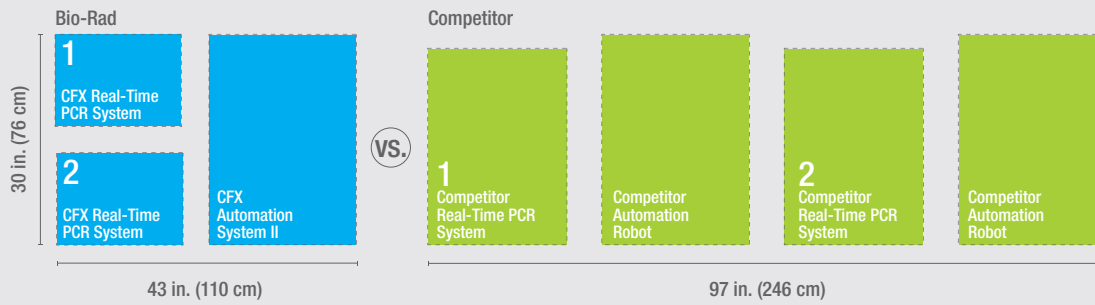 Bio-Rad
Competitor
30 in. (76 cm)
1
CFX Real-Time
PCR System
2
CFX Real-Time
PCR System
CFX
Automation
System II
VS.
1
Competitor
Real-Time PCR
System
Competitor
Automation
Robot
2
Competitor
Real-Time PCR
System
Competitor
Automation
Robot
43 in. (110 cm)
97 in. (246 cm)